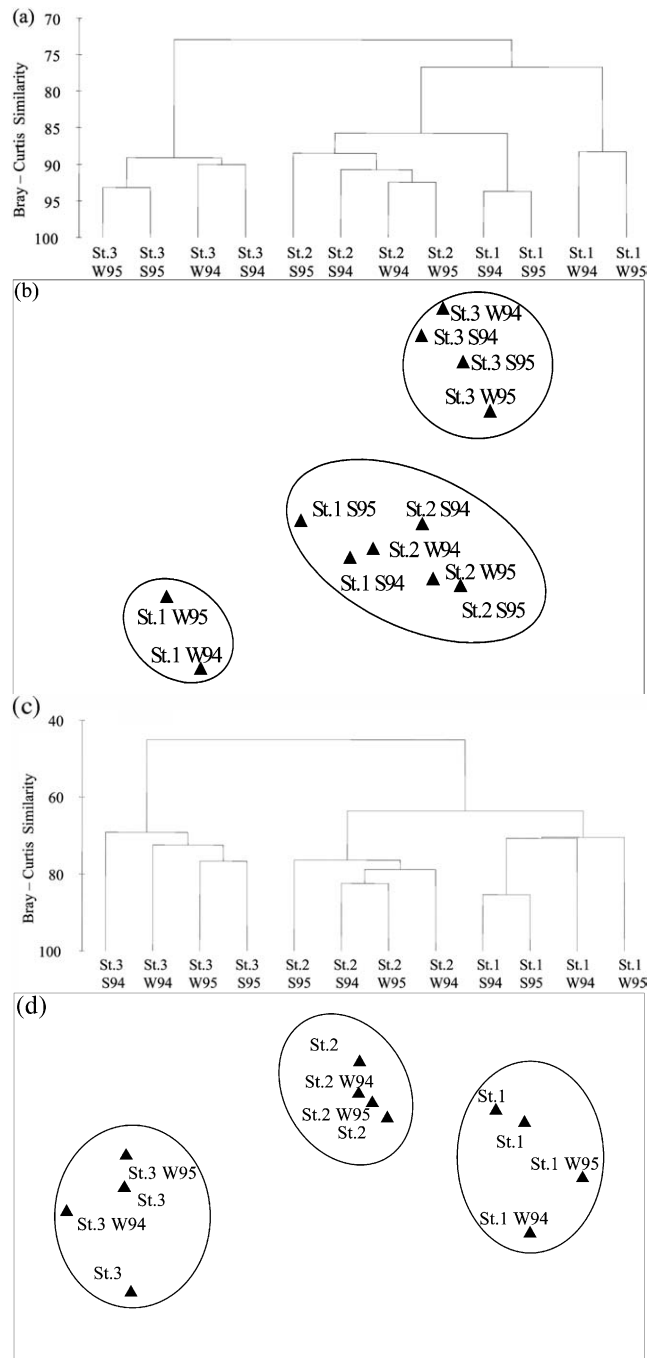 (a)
70
75
80
85
90
95
100
Bray – Curtis Similarity
St.3 St.3 St.3 St.3 St.2 St.2 St.2 St.2 St.1 St.1 St.1 St.1
W95 S95 W94 S94 S95 S94 W94 W95 S94 S95 W94 W95
(b)
St.3 W94
St.3 S94
St.3 S95
St.3 W95
St.1 S95 St.2 S94
St.2 W94
St.1 S94 St.2 W95
St.2 S95
St.1 W95
St.1 W94
(c)
40
60
80
100
Bray – Curtis Similarity
St.3 St.3 St.3 St.3 St.2 St.2 St.2 St.2 St.1 St.1 St.1 St.1
S94 W94 W95 S95 S95 S94 W95 W94 S94 S95 W94 W95
(d)
St.2
St.2 W94
St.2 W95
St.2
St.1
St.1
St.1 W95
St.1 W94
St.3 W95
St.3
St.3 W94
St.3